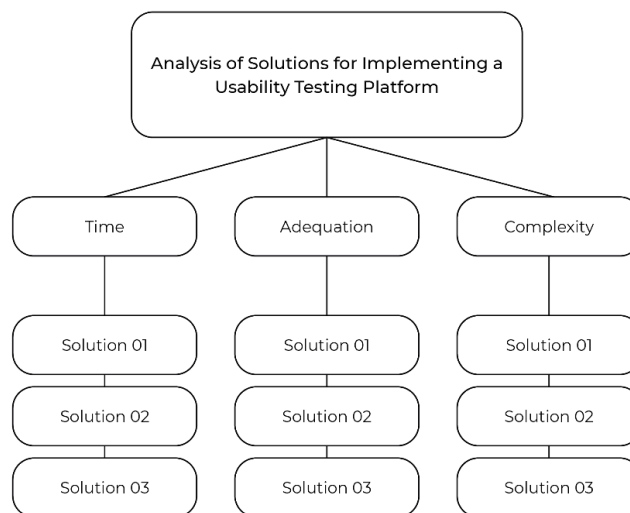 Analysis of Solutions for Implementing a
Usability Testing Platform
Time
Adequation
Complexity
Solution 01
Solution 01
Solution 01
Solution 02
Solution 02
Solution 02
Solution 03
Solution 03
Solution 03